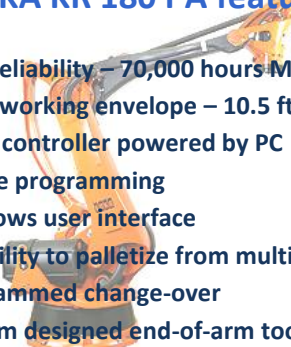 KA KR 180 PA featu
eliability – 70,000 hours M
working envelope – 10.5 ft
controller powered by PC
e programming
ows user interface
ility to palletize from multi
ammed change-over
m designed end-of-arm too